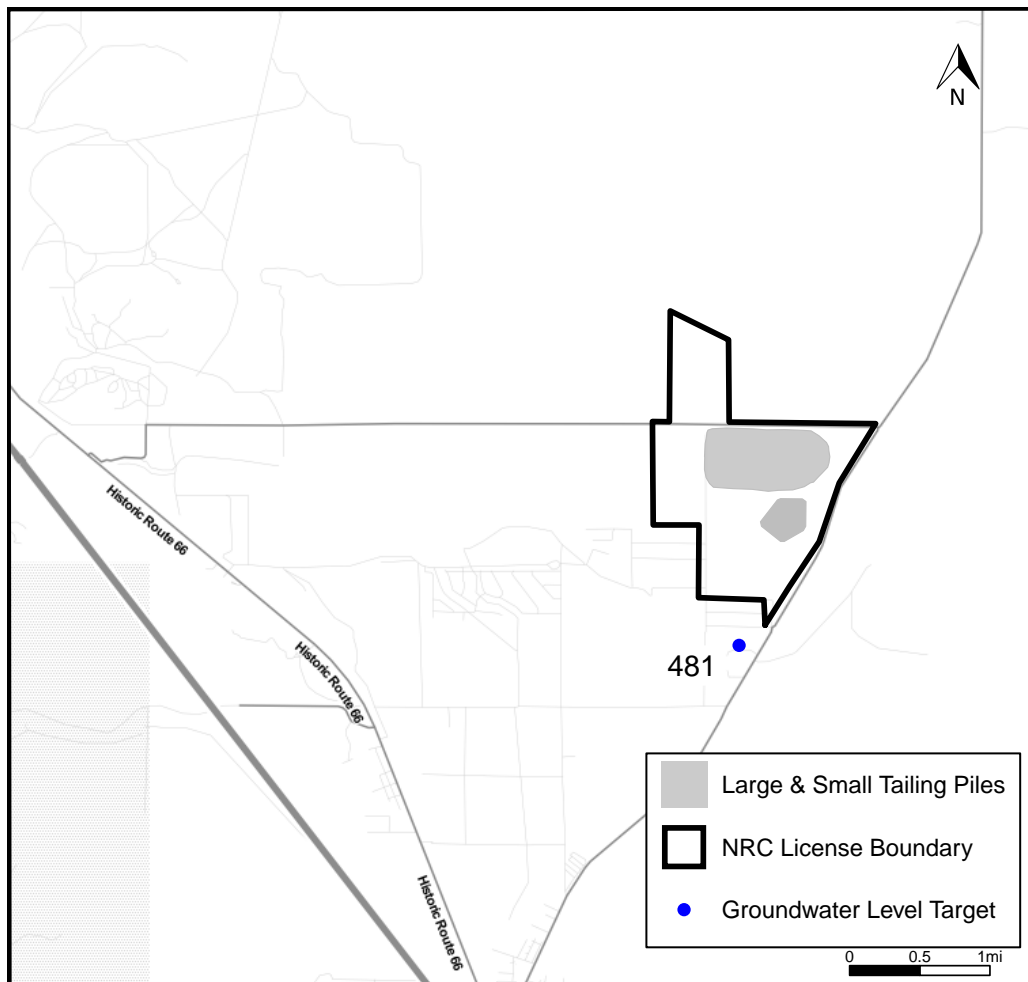 N
Historic Route 66
Historic Route 66
481
Historic Route 66
Large & Small Tailing Piles
NRC License Boundary
Groundwater Level Target
0 0.5 1mi